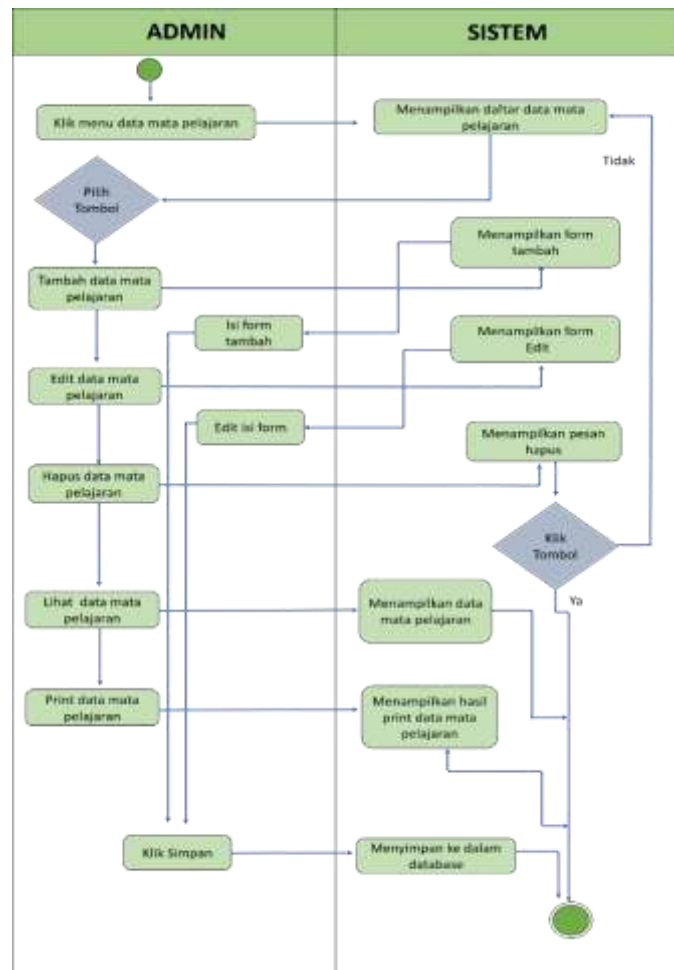 ADMIN
SISTEM
Klik menu data mata pelajaran
Menampilkan daftar data mata
pelajaran
Tidak
Pilih
Tombol
Menampilkan form
tambah
Tambah data mata
pelajaran
Isi form
tambah
Menampilkan form
Edit
Edit data mata
pelajaran
Edit isi form
Menampilkan pesan
hapus
Hapus data mata
pelajaran
Klik
Tombol
Ya
Lihat data mata
pelajaran
Menampilkan data
mata pelajaran
Print data mata
pelajaran
Menampilkan hasil
print data mata
pelajaran
Klik Simpan
Menyimpan ke dalam
database